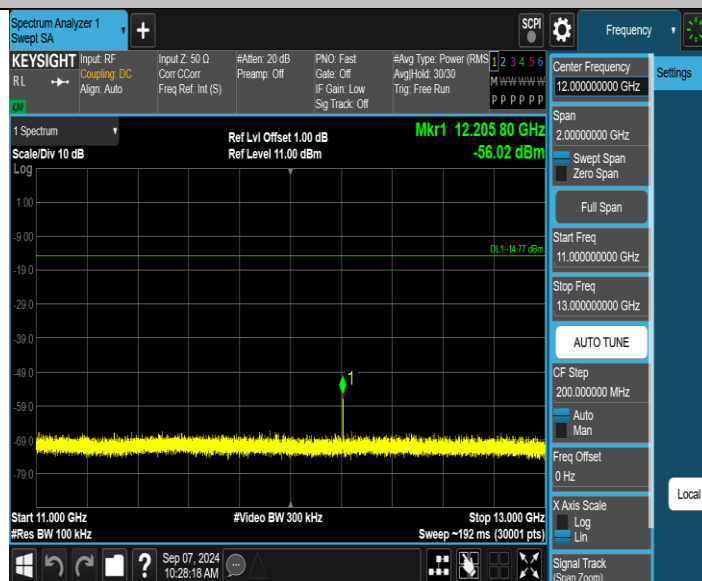 Spectrum Analyzer 1
Swept SA
+
SCPI
Frequency
KEYSIGHT
R L
LXI
Input: RF
Coupling: DC
Align: Auto
Input Z: 50 Ω
Corr CCorr
Freq Ref: Int (S)
#Atten: 20 dB
Preamp: Off
PNO: Fast
Gate: Off
IF Gain: Low
Sig Track: Off
#Avg Type: Power (RMS
Avg|Hold: 30/30
Trig: Free Run
1 2 3 4 5 6
M W W W W W
P P P P P P
1 Spectrum
Scale/Div 10 dB
Ref Lvl Offset 1.00 dB
Ref Level 11.00 dBm
Mkr1 12.205 80 GHz
-56.02 dBm
Log
1.00
-9.00
DL1 -14.77 dBm
-19.0
-29.0
-39.0
-49.0
1
-59.0
-69.0
-79.0
Start 11.000 GHz
#Res BW 100 kHz
#Video BW 300 kHz
Stop 13.000 GHz
Sweep ~192 ms (30001 pts)
?
Sep 07, 2024
10:28:18 AM
Center Frequency
12.00000000 GHz
Span
2.00000000 GHz
Swept Span
Zero Span
Full Span
Start Freq
11.000000000 GHz
Stop Freq
13.000000000 GHz
AUTO TUNE
CF Step
200.000000 MHz
Auto
Man
Freq Offset
0 Hz
X Axis Scale
Log
Lin
Signal Track
(Span Zoom)
Settings
Local